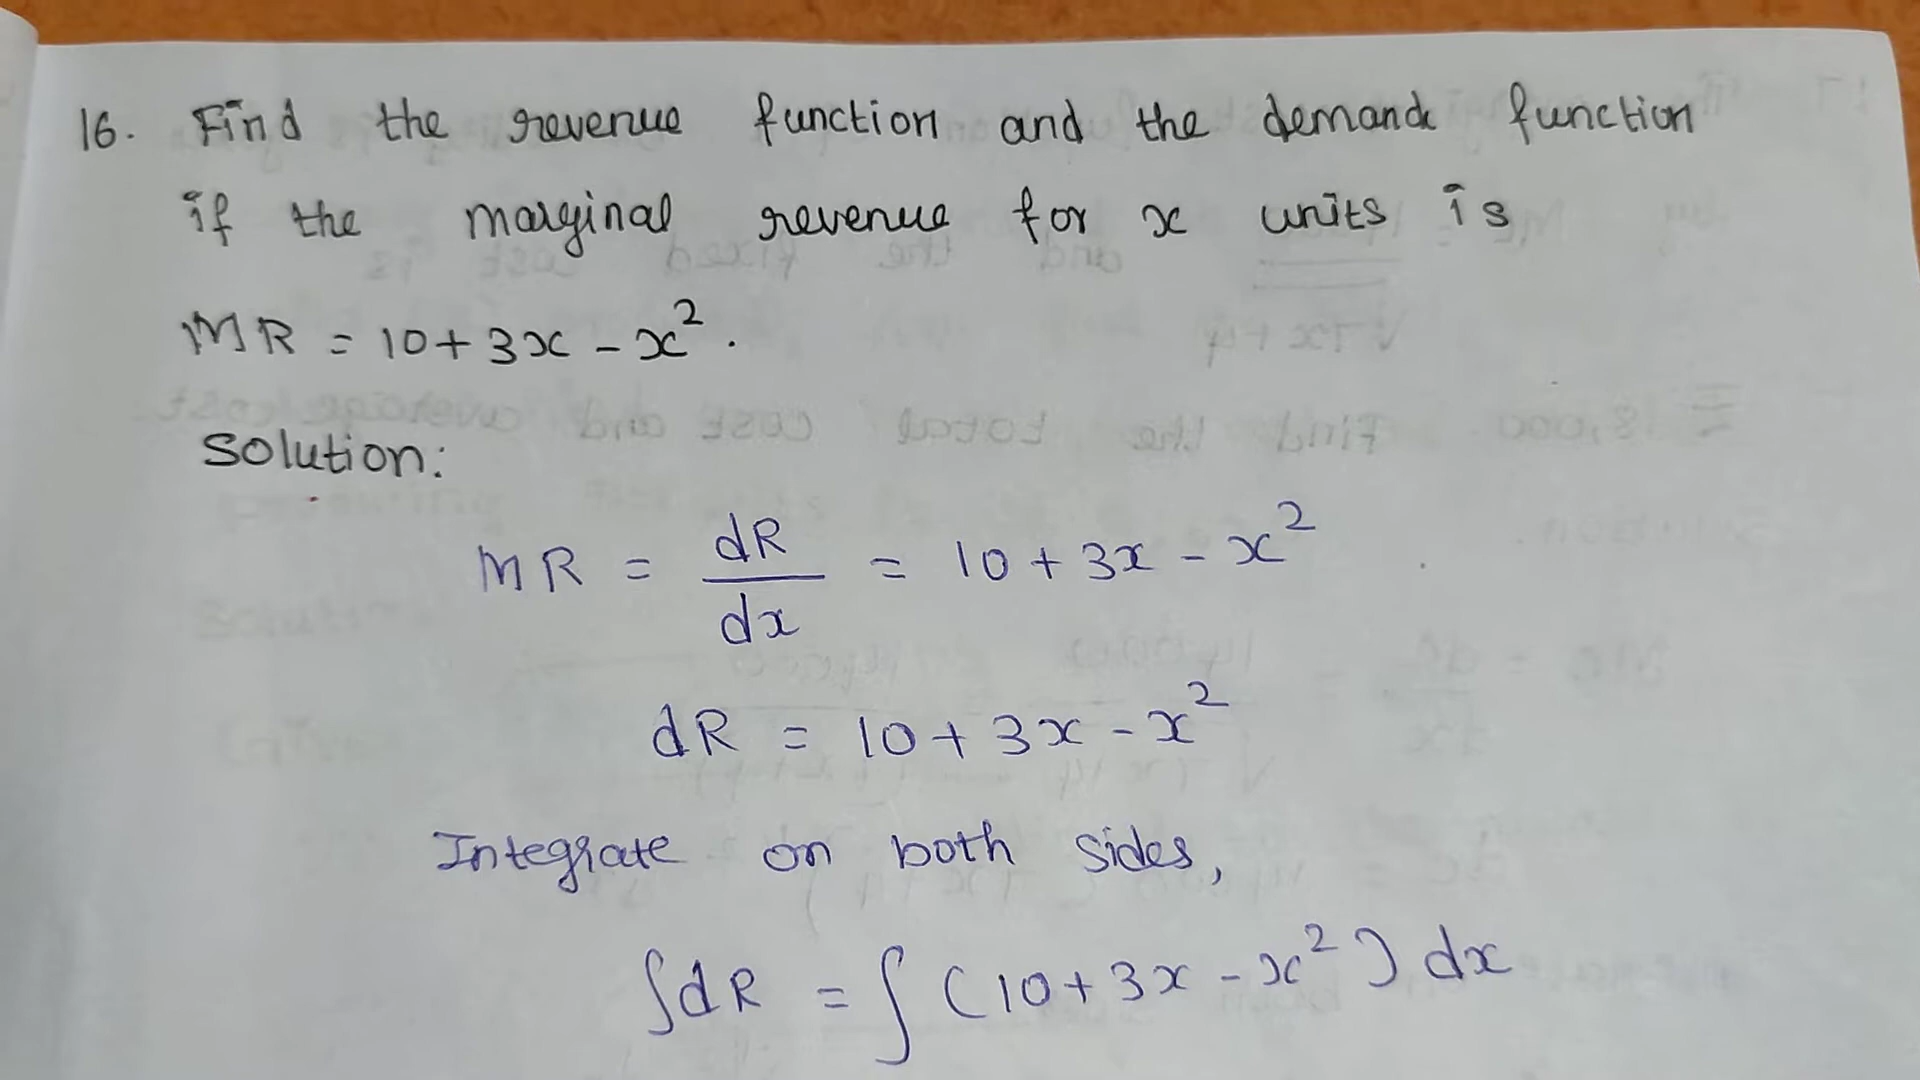 16. Find the revenue function and the demand function
if the marginal revenue for x units is
MR = 10 + 3x - x².
Solution:
MR = dR/dx = 10 + 3x - x²
dR = 10 + 3x - x²
Integrate on both sides,
∫dR = ∫(10 + 3x - x²) dx